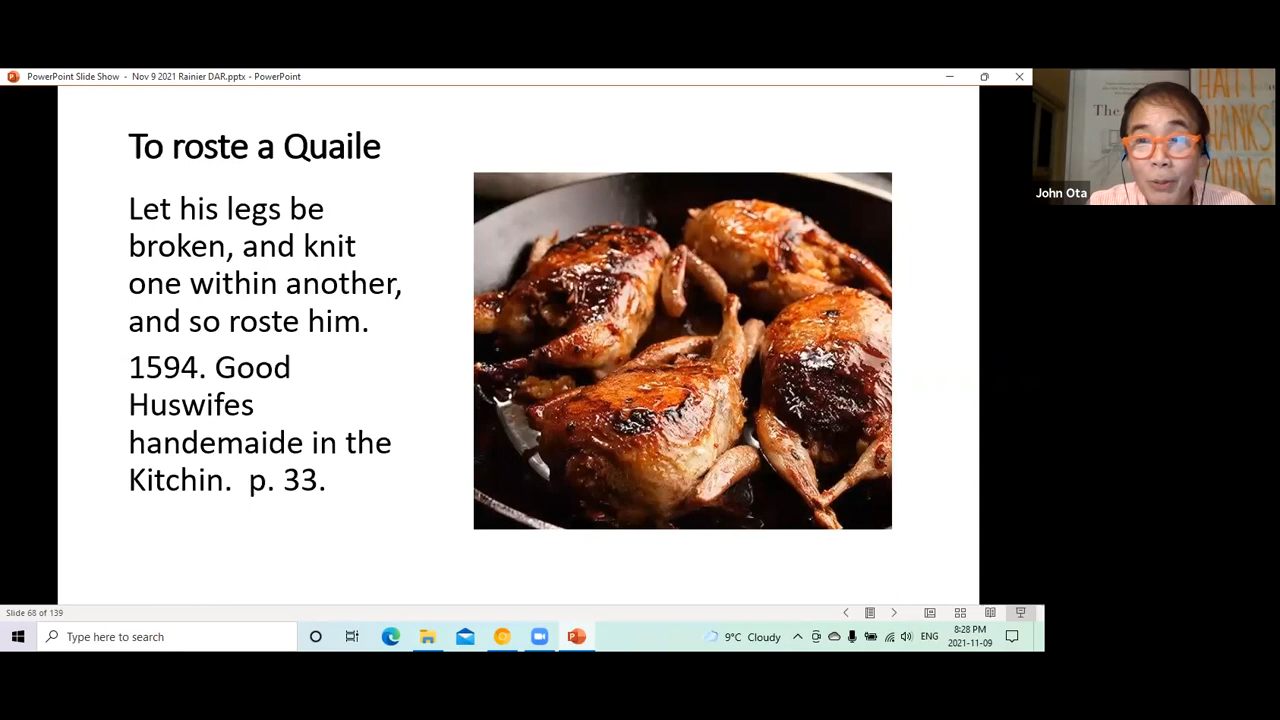 PowerPoint Slide Show - Nov 9 2021 Rainier DAR.pptx - PowerPoint
To roste a Quaile
Let his legs be
broken, and knit
one within another,
and so roste him.
1594. Good
Huswifes
handemaide in the
Kitchin. p. 33.
The
THANKS
John Ota
Slide 68 of 139
Type here to search
9°C Cloudy
ENG
8:28 PM
2021-11-09